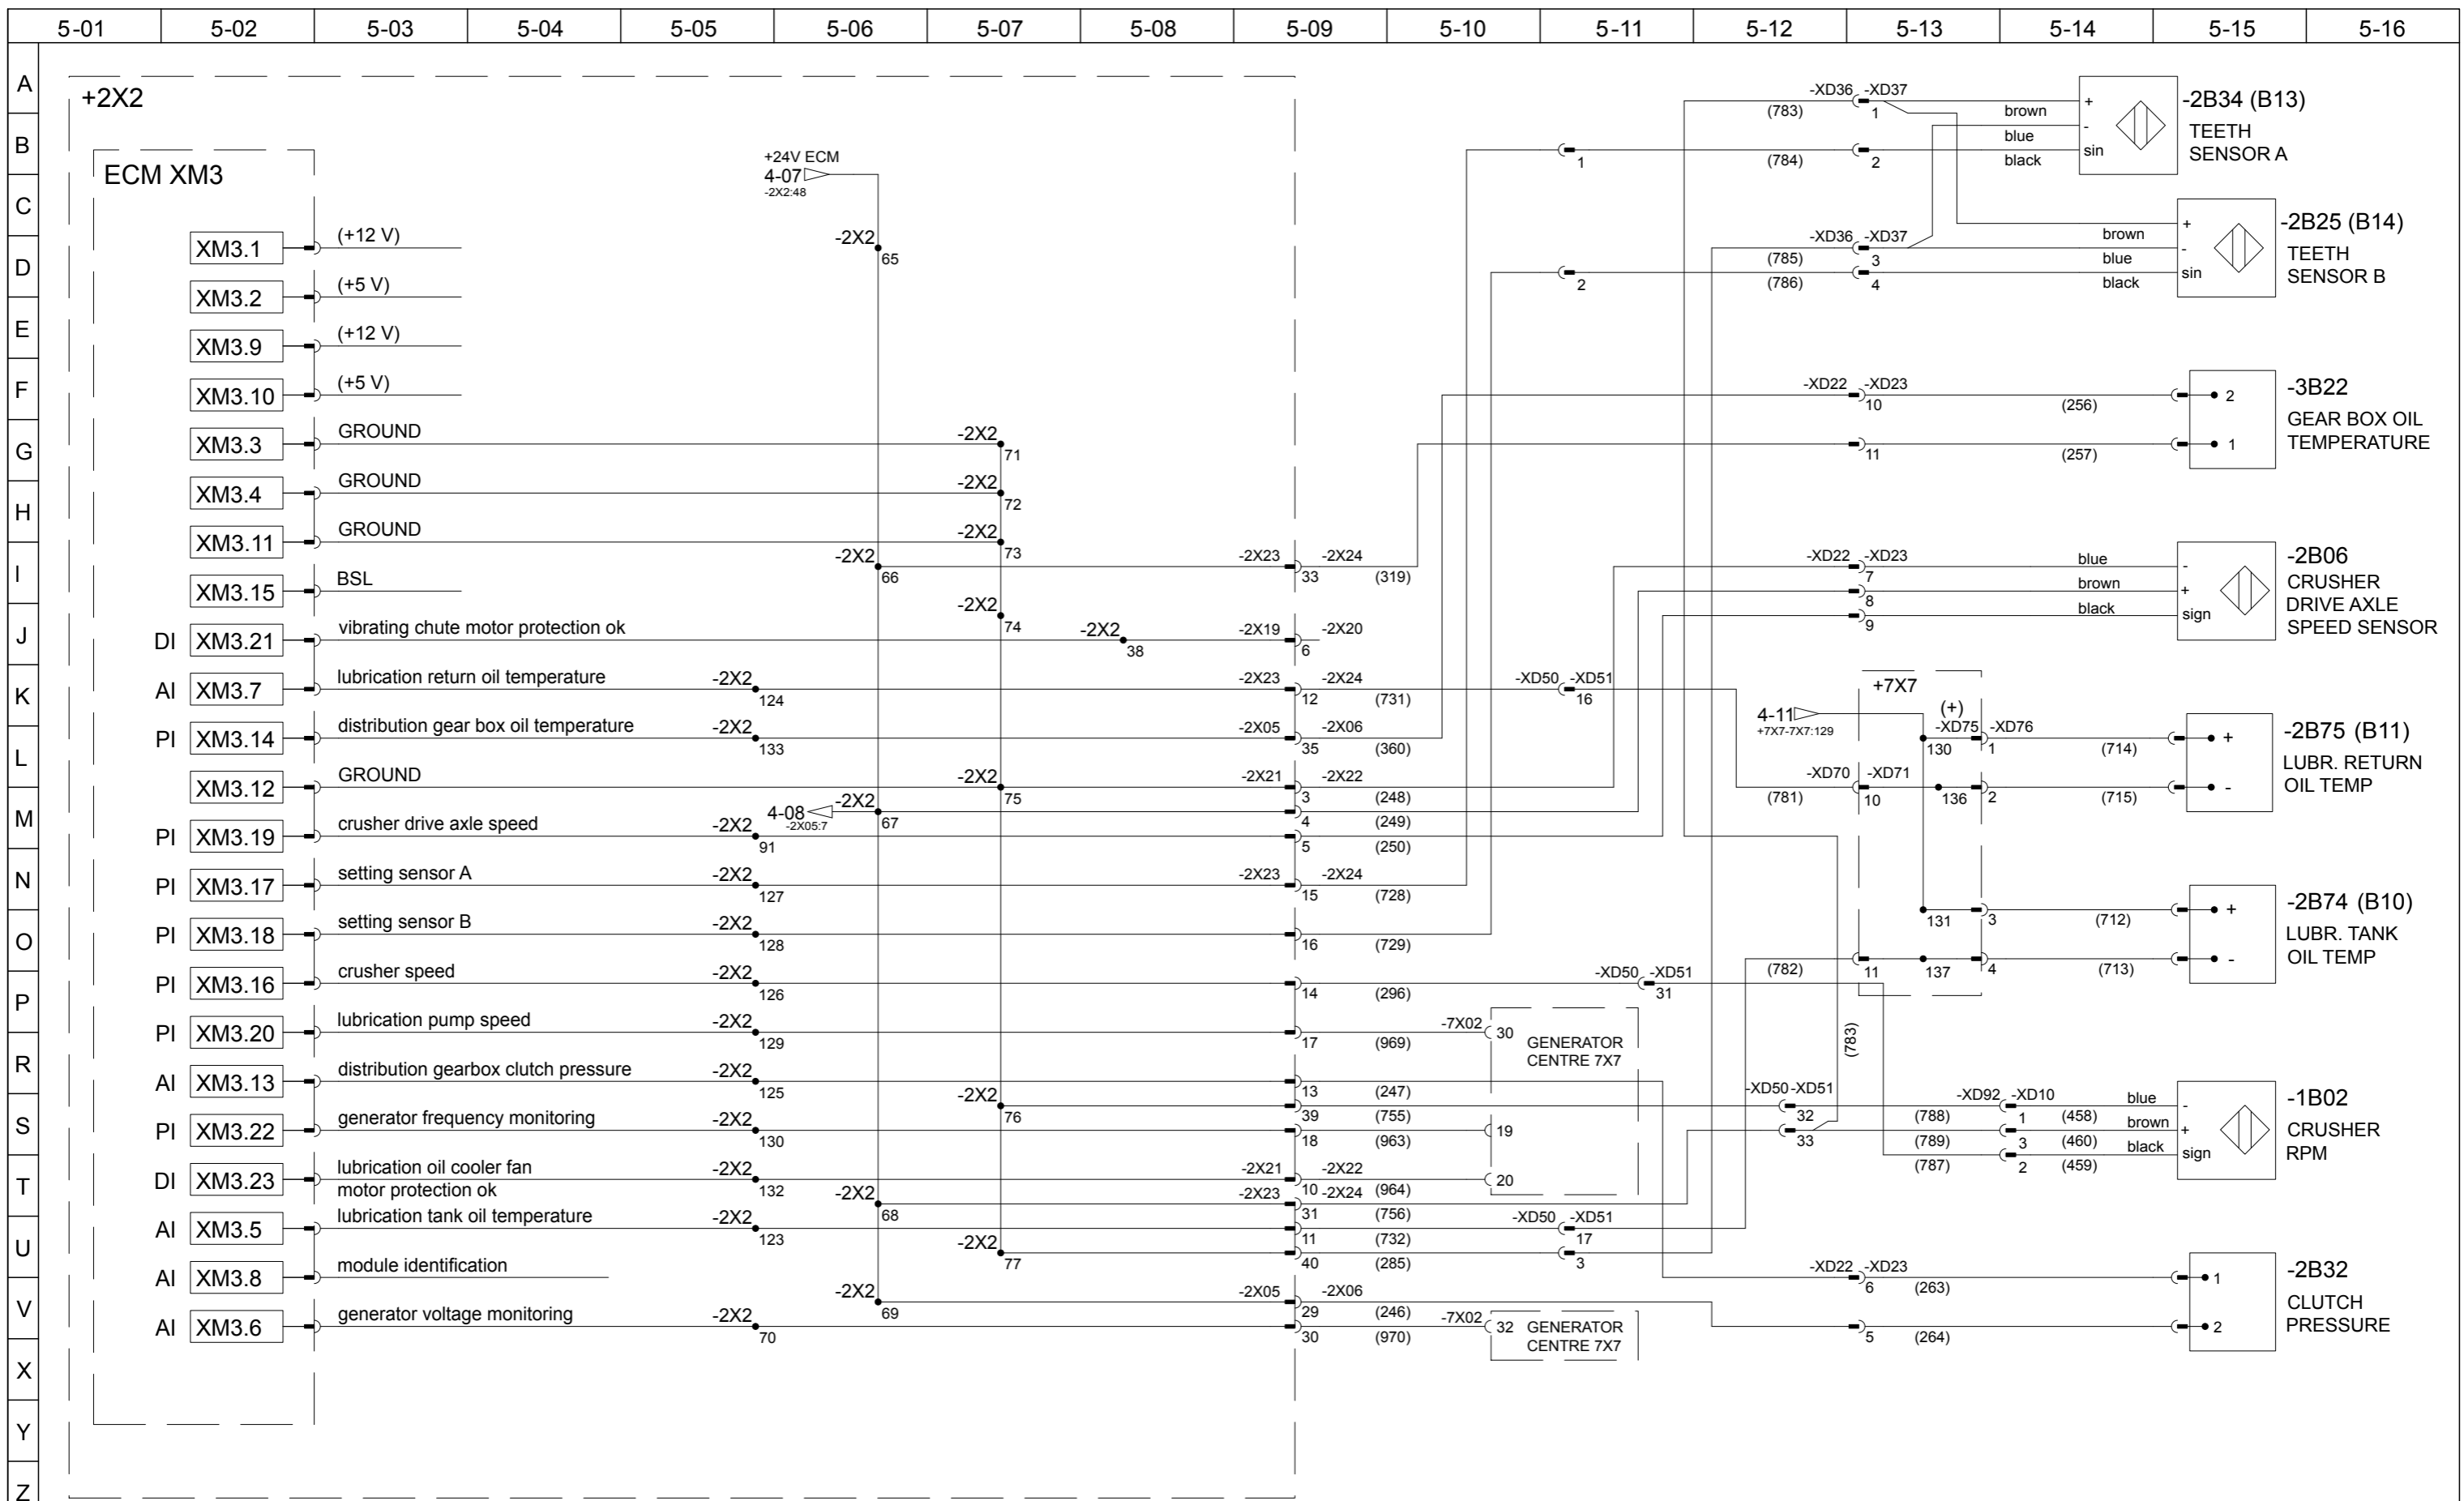 5-01 5-02 5-03 5-04 5-05 5-06 5-07 5-08 5-09 5-10 5-11 5-12 5-13 5-14 5-15 5-16
A
B
C
D
E
F
G
H
I
J
K
L
M
N
O
P
R
S
T
U
V
X
Y
Z
+2X2
ECM XM3
+24V ECM
4-07
-2X2:48
XM3.1 (+12 V)
-2X2 65
XM3.2 (+5 V)
XM3.9 (+12 V)
XM3.10 (+5 V)
XM3.3 GROUND -2X2 71
XM3.4 GROUND -2X2 72
XM3.11 GROUND -2X2 73
-2X2 66 -2X23 -2X24 33 (319)
XM3.15 BSL
-2X2 74
DI XM3.21 vibrating chute motor protection ok -2X2 38 -2X19 -2X20 6
AI XM3.7 lubrication return oil temperature -2X2 124 -2X23 -2X24 12 (731) -XD50 -XD51 16
PI XM3.14 distribution gear box oil temperature -2X2 133 -2X05 -2X06 35 (360)
XM3.12 GROUND -2X2 75 -2X21 -2X22 3 (248)
4-08 -2X05:7 -2X2 67 4 (249)
PI XM3.19 crusher drive axle speed -2X2 91 5 (250)
PI XM3.17 setting sensor A -2X2 127 -2X23 -2X24 15 (728)
PI XM3.18 setting sensor B -2X2 128 16 (729)
PI XM3.16 crusher speed -2X2 126 14 (296) -XD50 -XD51 31
PI XM3.20 lubrication pump speed -2X2 129 17 (969) -7X02 30
GENERATOR
CENTRE 7X7
AI XM3.13 distribution gearbox clutch pressure -2X2 125 13 (247)
-2X2 76 39 (755) -XD50 -XD51 32
PI XM3.22 generator frequency monitoring -2X2 130 18 (963) 19
33
DI XM3.23 lubrication oil cooler fan
motor protection ok -2X2 132 -2X21 -2X22 10 (964) 20
-2X2 68 -2X23 -2X24 31 (756)
AI XM3.5 lubrication tank oil temperature -2X2 123 11 (732) -XD50 -XD51 17
-2X2 77 40 (285) 3
AI XM3.8 module identification
-2X2 69 -2X05 -2X06 29 (246)
AI XM3.6 generator voltage monitoring -2X2 70 30 (970) -7X02 32
GENERATOR
CENTRE 7X7
-XD36 -XD37 (783) 1 brown +
blue -
1 (784) 2 black sin
-2B34 (B13)
TEETH
SENSOR A
+
-XD36 -XD37 (785) 3 brown -
blue
2 (786) 4 black sin
-2B25 (B14)
TEETH
SENSOR B
-XD22 -XD23 10 (256) 2
11 (257) 1
-3B22
GEAR BOX OIL
TEMPERATURE
-XD22 -XD23 7 blue -
8 brown +
9 black sign
-2B06
CRUSHER
DRIVE AXLE
SPEED SENSOR
+7X7
4-11
+7X7-7X7:129
(+)
-XD75 -XD76 130 1 (714) +
(781) -XD70 -XD71 10 136 2 (715) -
-2B75 (B11)
LUBR. RETURN
OIL TEMP
131 3 (712) +
(782) 11 137 4 (713) -
-2B74 (B10)
LUBR. TANK
OIL TEMP
(783)
(788) -XD92 -XD10 1 (458) blue -
(789) 3 (460) brown +
(787) 2 (459) black sign
-1B02
CRUSHER
RPM
-XD22 -XD23 6 (263) 1
5 (264) 2
-2B32
CLUTCH
PRESSURE